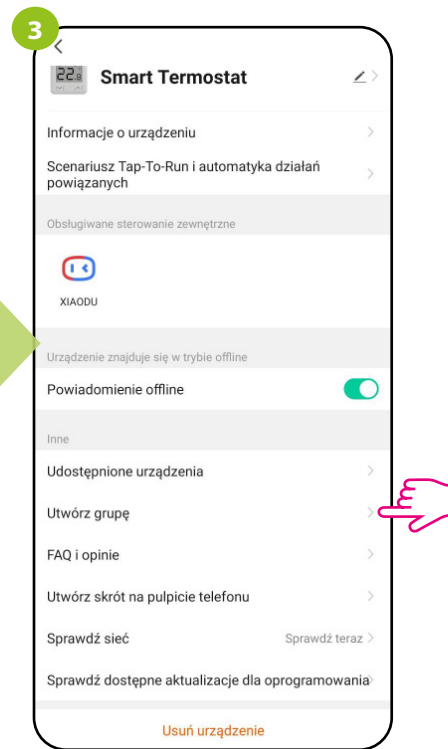 3
22.
Smart Termostat
Informacje o urządzeniu
Scenariusz Tap-To-Run i automatyka działań
powiązanych
Obsługiwane sterowanie zewnętrzne
XIAODU
Urządzenie znajduje się w trybie offline
Powiadomienie offline
Inne
Udostępnione urządzenia
Utwórz grupę
FAQ i opinie
Utwórz skrót na pulpicie telefonu
Sprawdź sieć Sprawdź teraz
Sprawdź dostępne aktualizacje dla oprogramowania
Usuń urządzenie